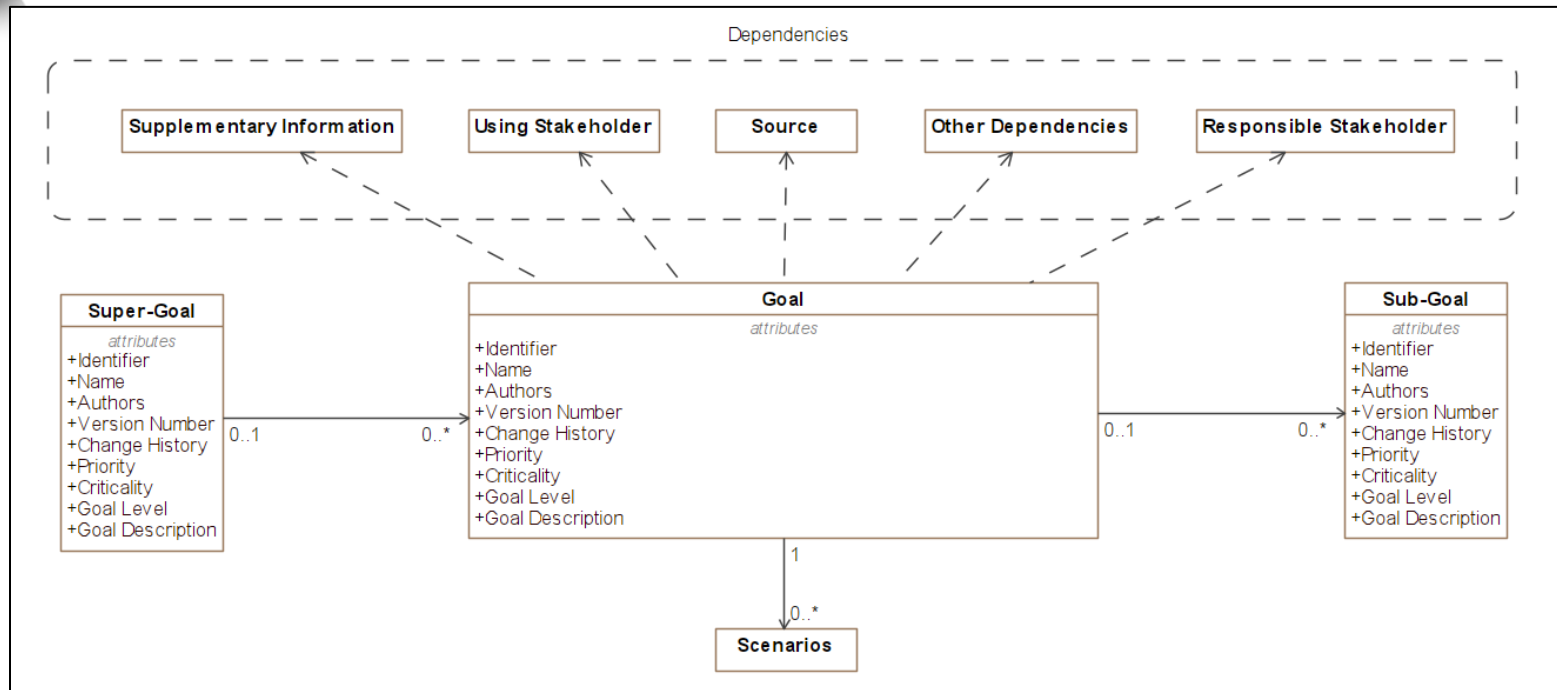 Dependencies
Supplementary Information
Using Stakeholder
Source
Other Dependencies
Responsible Stakeholder
Super-Goal
attributes
+Identifier
+Name
+Authors
+Version Number
+Change History
+Priority
+Criticality
+Goal Level
+Goal Description
0..1
0..*
Goal
attributes
+Identifier
+Name
+Authors
+Version Number
+Change History
+Priority
+Criticality
+Goal Level
+Goal Description
0..1
0..*
Sub-Goal
attributes
+Identifier
+Name
+Authors
+Version Number
+Change History
+Priority
+Criticality
+Goal Level
+Goal Description
1
0..*
Scenarios